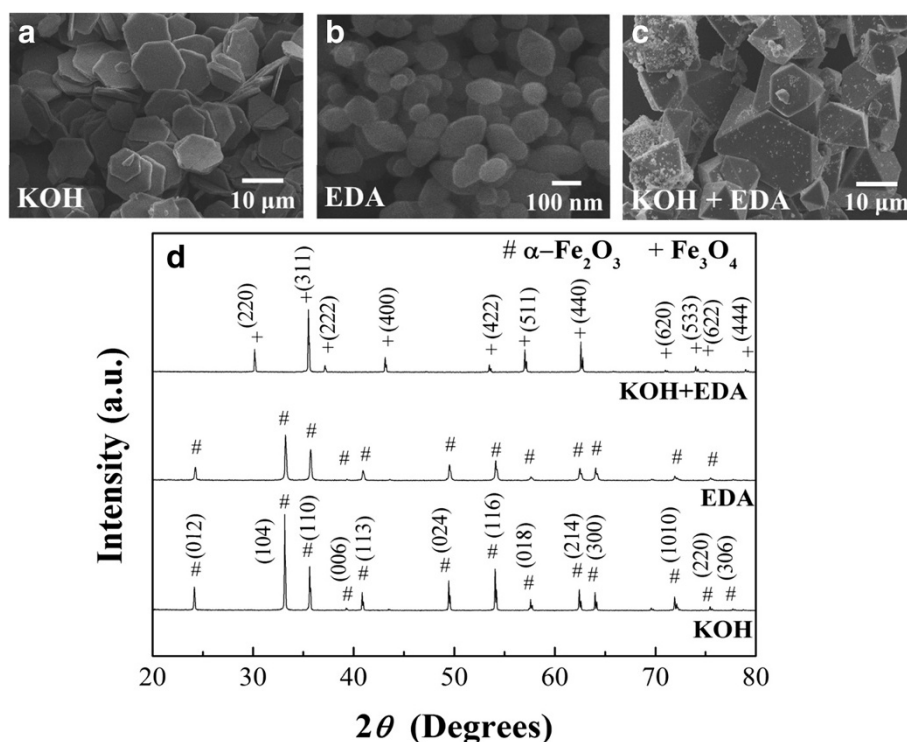 a
KOH
10 μm
b
EDA
100 nm
c
KOH + EDA
10 μm
d
# α−Fe₂O₃ + Fe₃O₄
(220) +
+(311)
+(222)
+(400)
+(422)
+(511)
+(440)
+(620)
+(533)
+(622)
+(444)
KOH+EDA
# # # # # # # # # # # #
EDA
#(012)
(104) #
#(110)
#(006)
#(113)
#(024)
#(116)
#(018)
#(214)
#(300)
#(1010)
#(220)
#(306)
KOH
20 30 40 50 60 70 80
2θ (Degrees)
Intensity (a.u.)